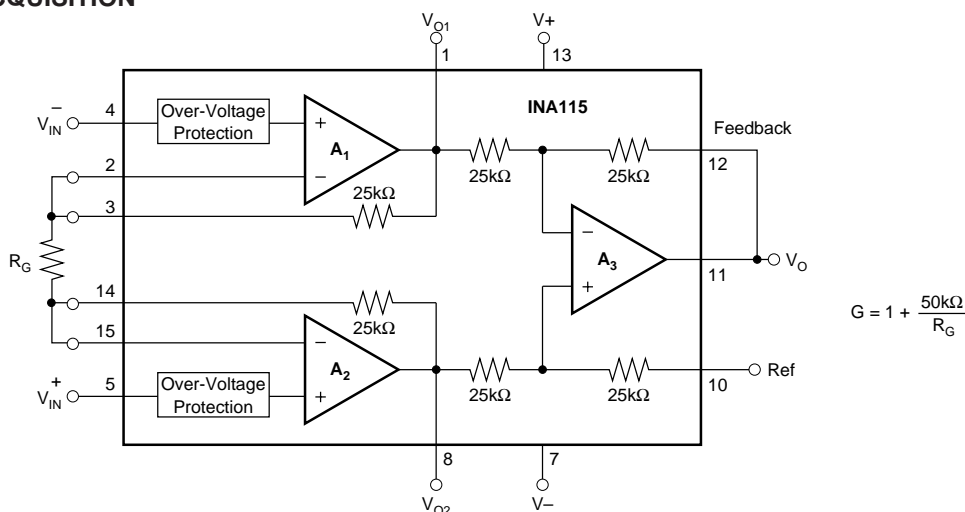 V_O1
V+
1
13
INA115
V_IN^–
4
Over-Voltage
Protection
+
A_1
–
Feedback
25kΩ
25kΩ
12
2
25kΩ
3
–
A_3
+
R_G
V_O
11
14
25kΩ
15
–
A_2
+
G = 1 + 50kΩ / R_G
V_IN^+
5
Over-Voltage
Protection
25kΩ
25kΩ
Ref
10
8
7
V_O2
V–